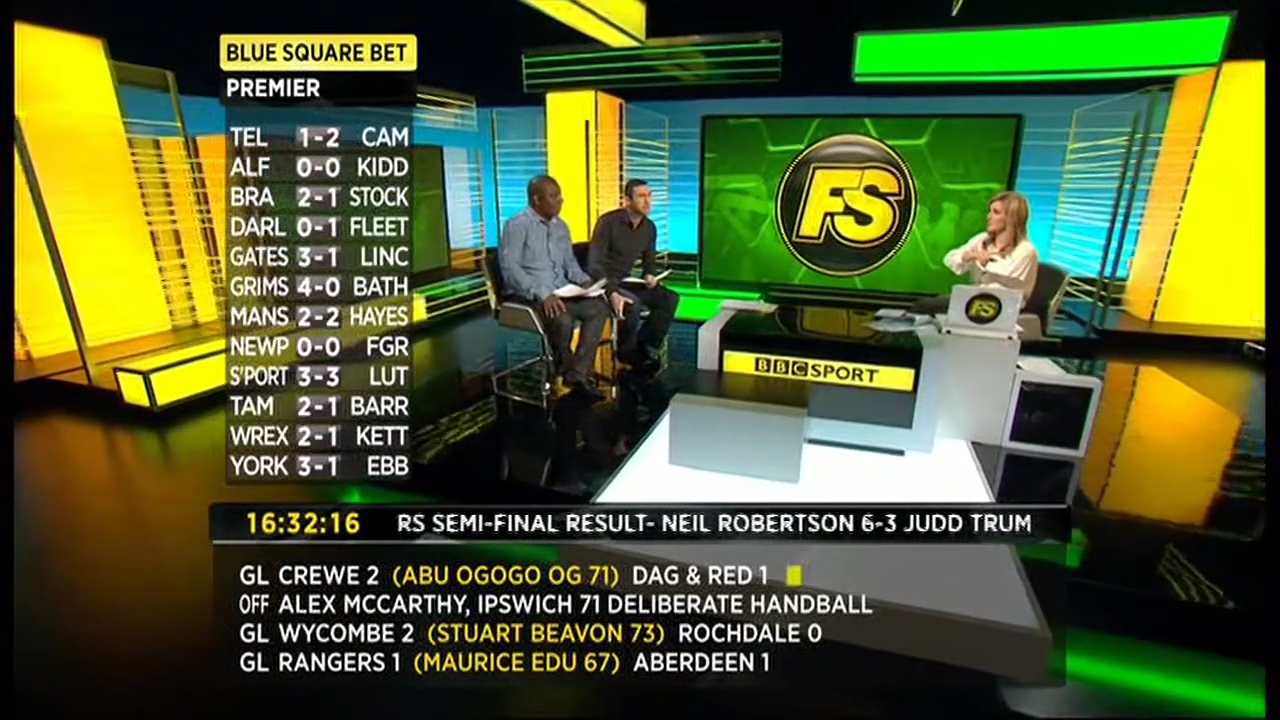 BLUE SQUARE BET
PREMIER
TEL 1-2 CAM
ALF 0-0 KIDD
BRA 2-1 STOCK
DARL 0-1 FLEET
GATES 3-1 LINC
GRIMS 4-0 BATH
MANS 2-2 HAYES
NEWP 0-0 FGR
S'PORT 3-3 LUT
TAM 2-1 BARR
WREX 2-1 KETT
YORK 3-1 EBB
FS
FS
BBC SPORT
16:32:16 RS SEMI-FINAL RESULT- NEIL ROBERTSON 6-3 JUDD TRUM
GL CREWE 2 (ABU OGOGO OG 71) DAG & RED 1
OFF ALEX MCCARTHY, IPSWICH 71 DELIBERATE HANDBALL
GL WYCOMBE 2 (STUART BEAVON 73) ROCHDALE 0
GL RANGERS 1 (MAURICE EDU 67) ABERDEEN 1